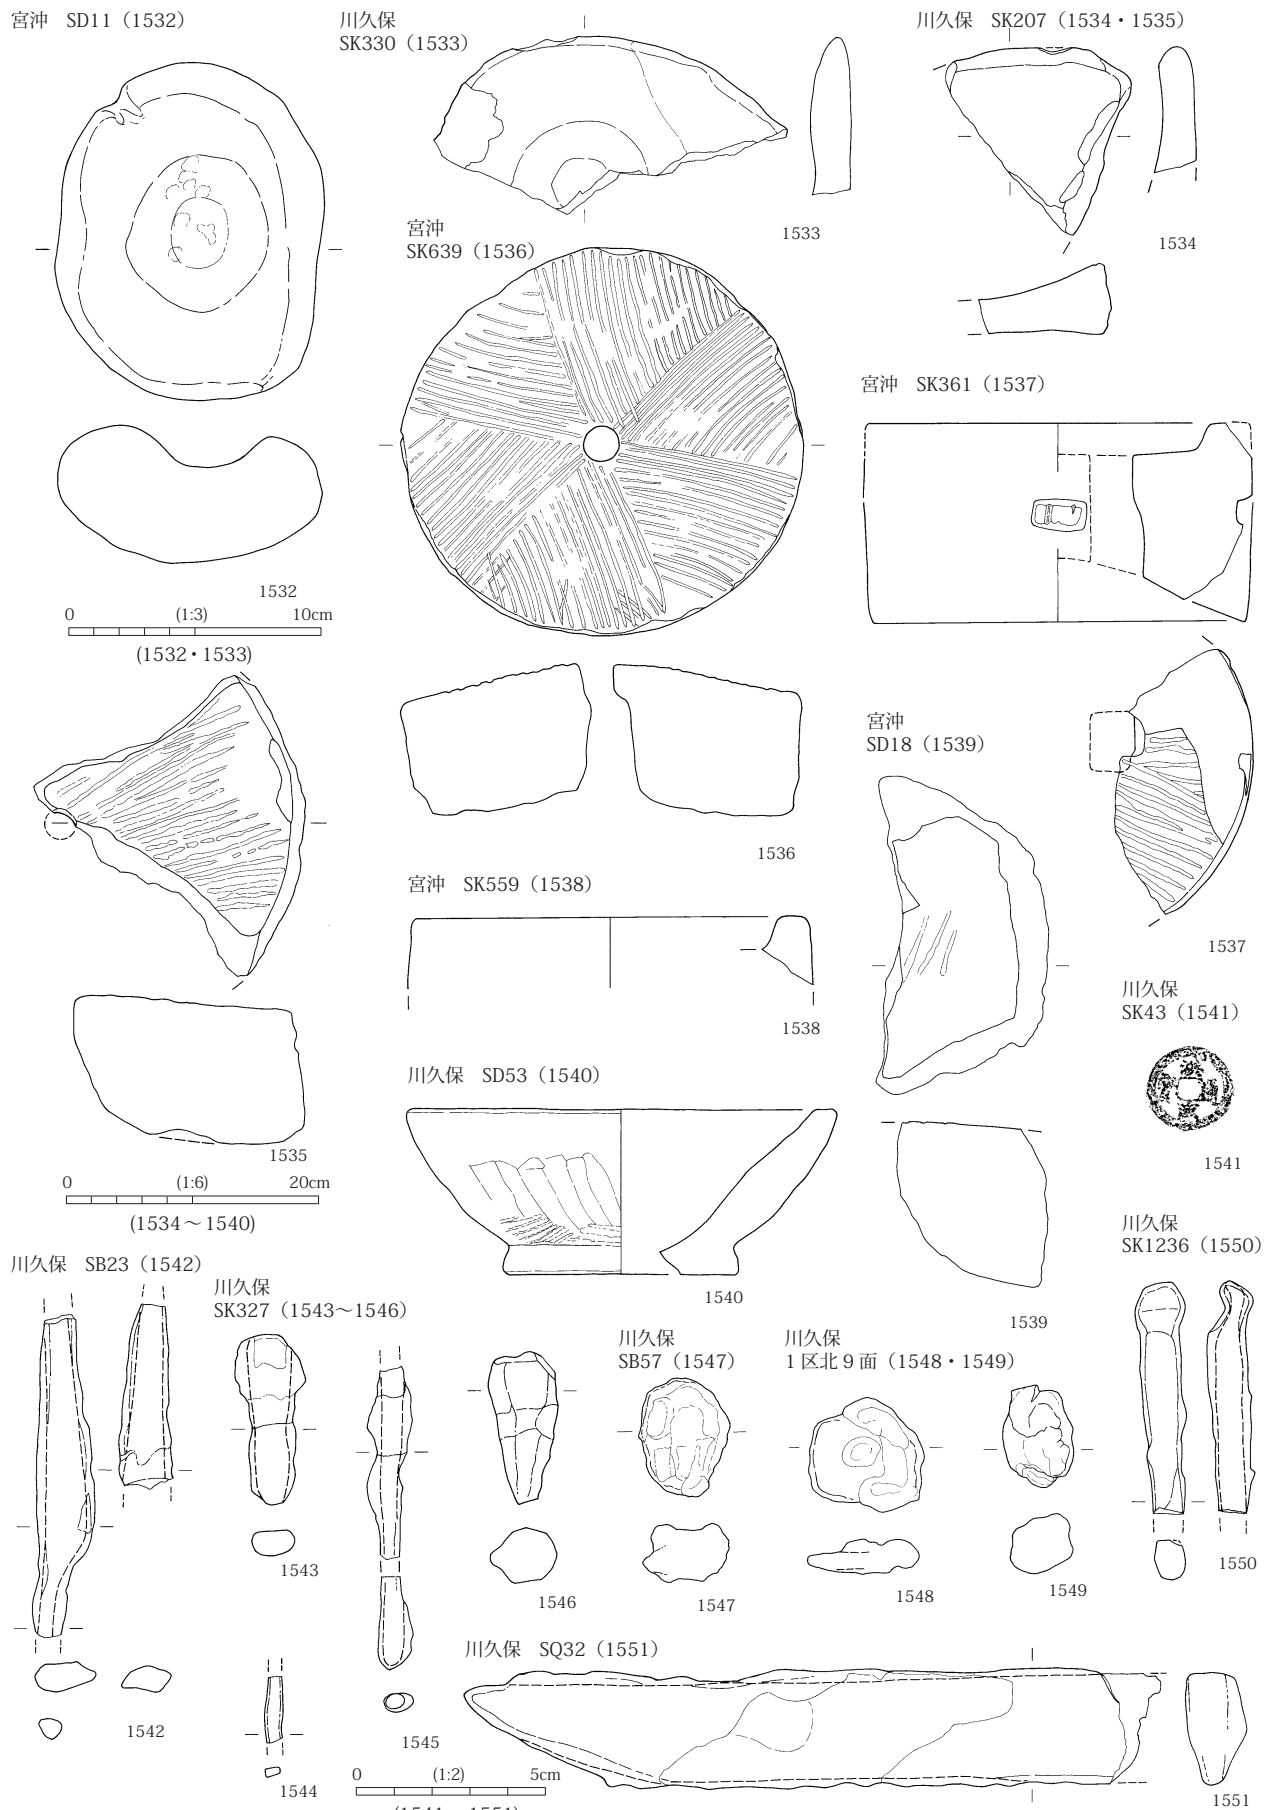 宮沖　SD11（1532）
川久保
SK330（1533）
川久保　SK207（1534・1535）
1533
1534
宮沖
SK639（1536）
宮沖　SK361（1537）
1532
0　(1:3)　10cm
(1532・1533)
1536
宮沖
SD18（1539）
1537
宮沖　SK559（1538）
1538
川久保
SK43（1541）
1541
1535
0　(1:6)　20cm
(1534～1540)
川久保　SD53（1540）
1540
1539
川久保
SK1236（1550）
川久保　SB23（1542）
川久保
SK327（1543～1546）
川久保
SB57（1547）
川久保
１区北９面（1548・1549）
1543
1546
1547
1548
1549
1550
1542
1544
1545
川久保　SQ32（1551）
1551
0　(1:2)　5cm